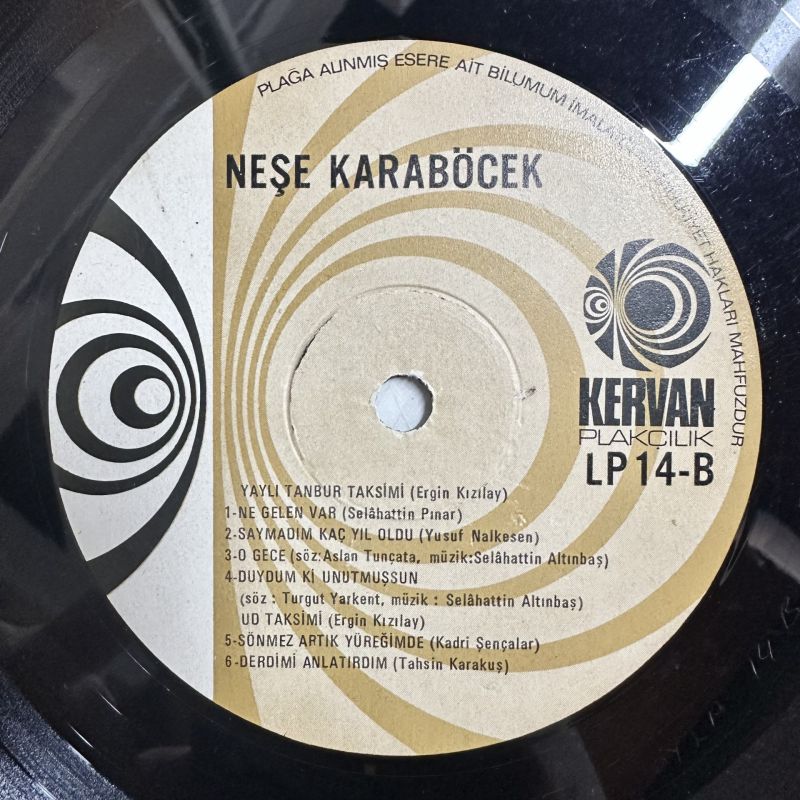 PLAĞA ALINMIŞ ESERE AİT BİLUMUM İMALA HAKLARI MAHFUZDUR
NEŞE KARABÖCEK
KERVAN
PLAKÇILIK
LP14-B
YAYLI TANBUR TAKSİMİ (Ergin Kızılay)
1-NE GELEN VAR (Selâhattin Pınar)
2-SAYMADIM KAÇ YIL OLDU (Yusuf Nalkesen)
3-O GECE (söz:Aslan Tunçata, müzik:Selâhattin Altınbaş)
4-DUYDUM Kİ UNUTMUŞSUN
(söz : Turgut Yarkent, müzik : Selâhattin Altınbaş)
UD TAKSİMİ (Ergin Kızılay)
5-SÖNMEZ ARTIK YÜREĞİMDE (Kadri Şençalar)
6-DERDİMİ ANLATIRDIM (Tahsin Karakuş)
14 B